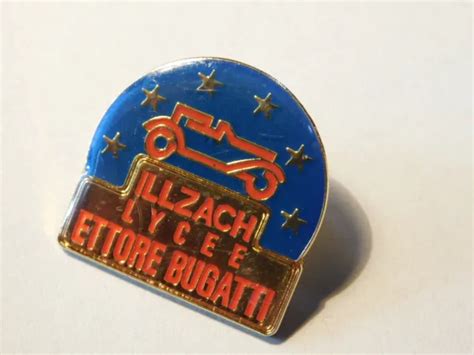 ILLZACH
LYCEE
ETTORE BUGATTI